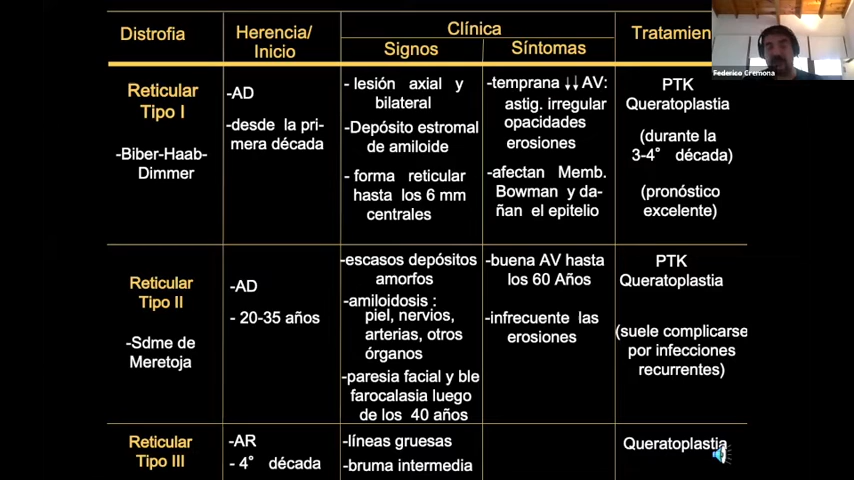 Distrofia
Herencia/
Inicio
Clínica
Signos
Síntomas
Tratamien
Federico Cremona
Reticular
Tipo I
-Biber-Haab-
Dimmer
-AD
-desde la pri-
mera década
- lesión axial y
bilateral
-Depósito estromal
de amiloide
- forma reticular
hasta los 6 mm
centrales
-temprana ↓↓ AV:
astig. irregular
opacidades
erosiones
-afectan Memb.
Bowman y da-
ñan el epitelio
PTK
Queratoplastia
(durante la
3-4° década)
(pronóstico
excelente)
Reticular
Tipo II
-Sdme de
Meretoja
-AD
- 20-35 años
-escasos depósitos
amorfos
-amiloidosis :
piel, nervios,
arterias, otros
órganos
-paresia facial y ble
farocalasia luego
de los 40 años
-buena AV hasta
los 60 Años
-infrecuente las
erosiones
PTK
Queratoplastia
(suele complicarse
por infecciones
recurrentes)
Reticular
Tipo III
-AR
- 4° década
-líneas gruesas
-bruma intermedia
Queratoplastia